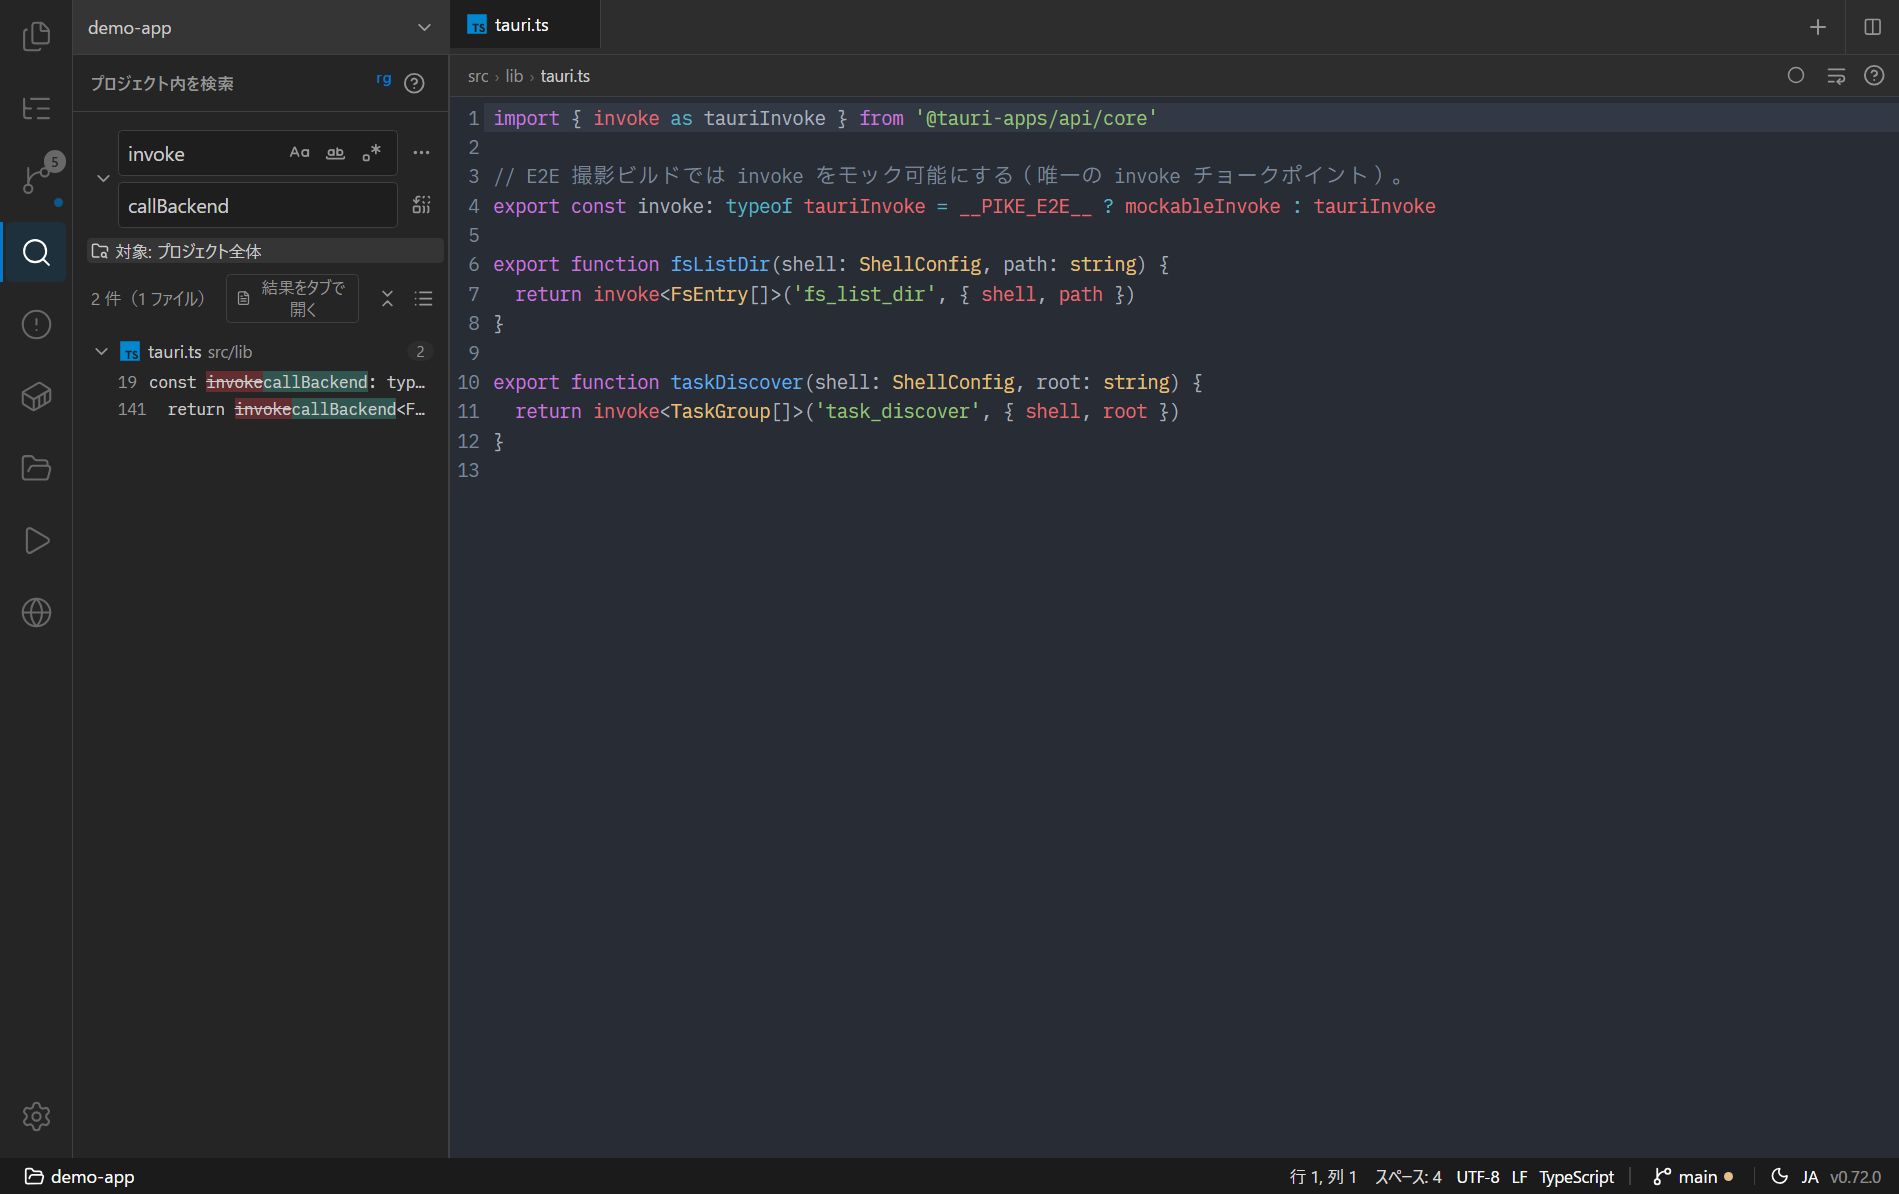 demo-app
プロジェクト内を検索
rg
invoke
Aa
ab
callBackend
対象: プロジェクト全体
2 件（1 ファイル）
結果をタブで
開く
TS tauri.ts src/lib 2
19 const invokecallBackend: typ…
141 return invokecallBackend<F…
5
TS tauri.ts
src › lib › tauri.ts
1 import { invoke as tauriInvoke } from '@tauri-apps/api/core'
2
3 // E2E 撮影ビルドでは invoke をモック可能にする（唯一の invoke チョークポイント）。
4 export const invoke: typeof tauriInvoke = __PIKE_E2E__ ? mockableInvoke : tauriInvoke
5
6 export function fsListDir(shell: ShellConfig, path: string) {
7 return invoke<FsEntry[]>('fs_list_dir', { shell, path })
8 }
9
10 export function taskDiscover(shell: ShellConfig, root: string) {
11 return invoke<TaskGroup[]>('task_discover', { shell, root })
12 }
13
demo-app
行 1, 列 1 スペース: 4 UTF-8 LF TypeScript main JA v0.72.0